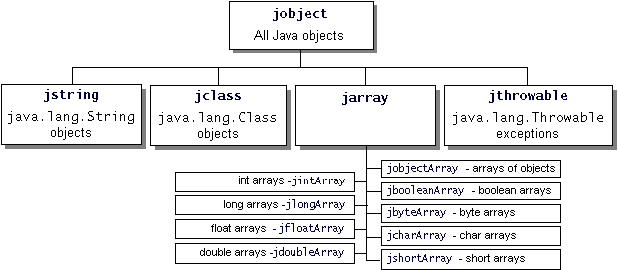 jobject
All Java objects
jstring
java.lang.String
objects
jclass
java.lang.Class
objects
jarray
jthrowable
java.lang.Throwable
exceptions
int arrays -jintArray
long arrays -jlongArray
float arrays -jfloatArray
double arrays -jdoubleArray
jobjectArray - arrays of objects
jbooleanArray - boolean arrays
jbyteArray - byte arrays
jcharArray - char arrays
jshortArray - short arrays